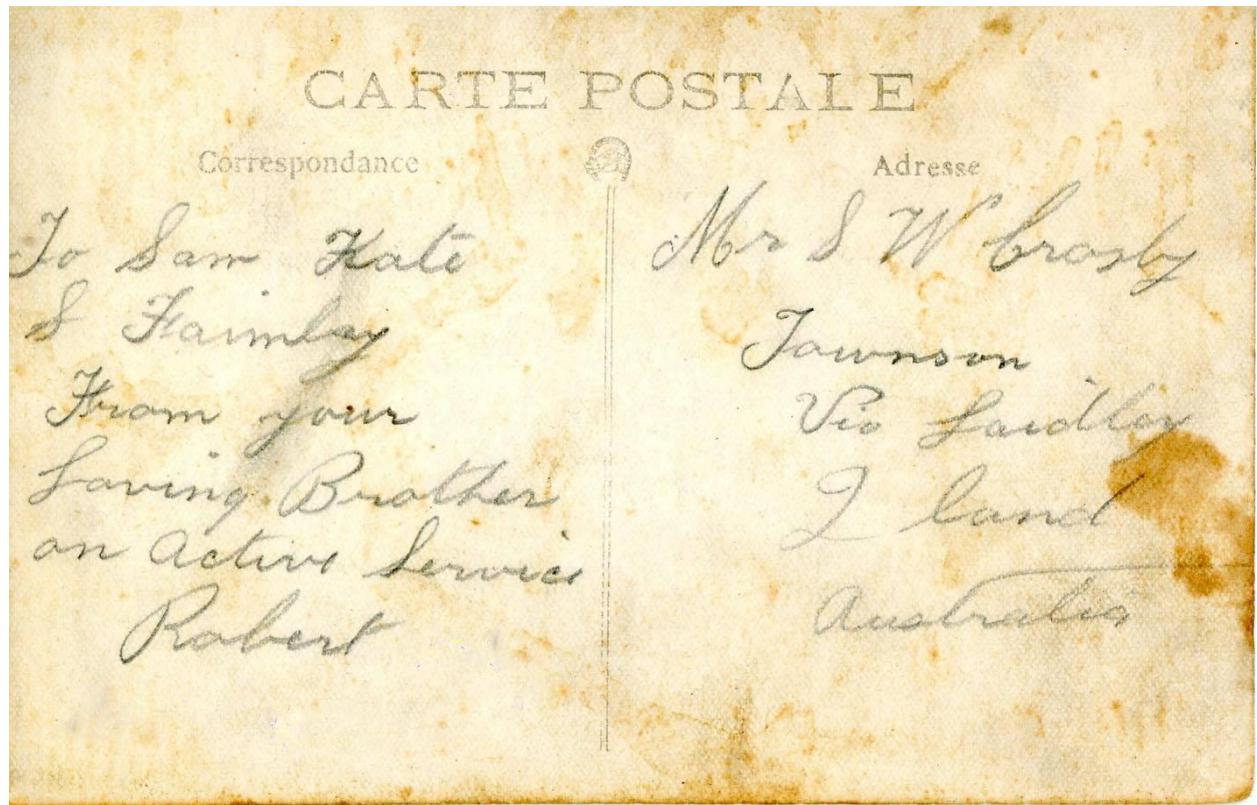 CARTE POSTALE
Correspondance
Adresse
To Sam Kate
& Faimlay
From your
Loving Brother
on Active Service
Robert
Mr S W Crosby
Townson
Via Laidley
Q land
Australia